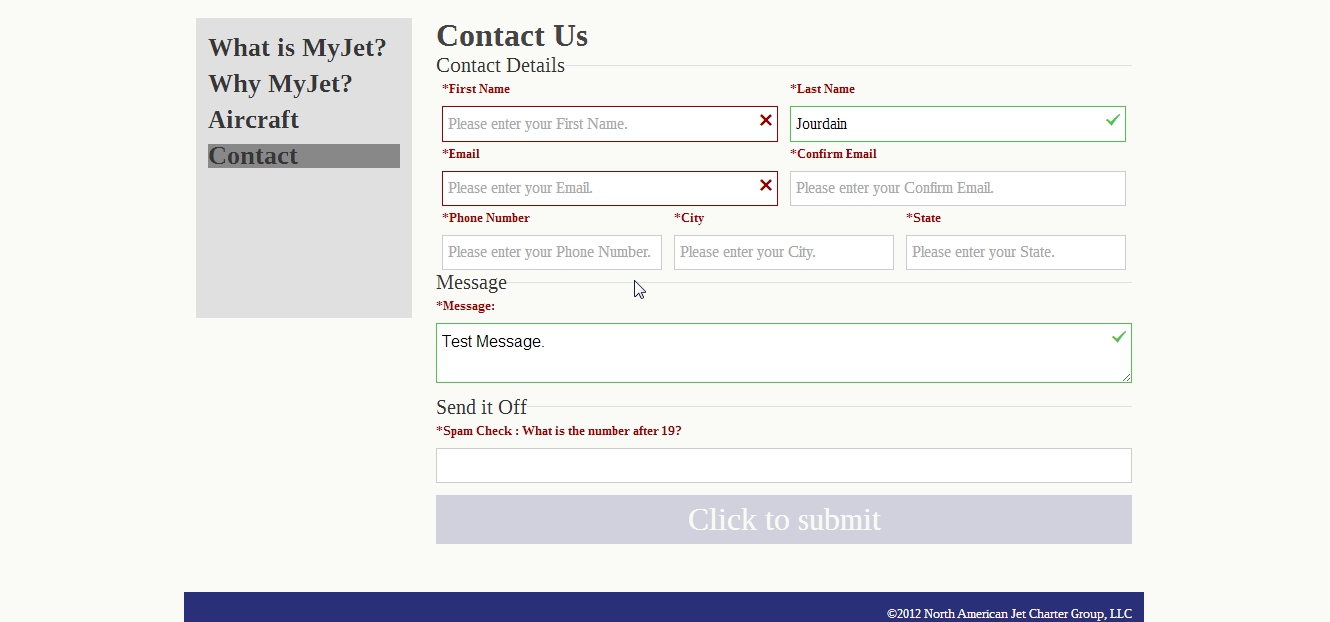 What is MyJet?
Why MyJet?
Aircraft
Contact
Contact Us
Contact Details
*First Name *Last Name
Please enter your First Name. Jourdain
*Email *Confirm Email
Please enter your Email. Please enter your Confirm Email.
*Phone Number *City *State
Please enter your Phone Number. Please enter your City. Please enter your State.
Message
*Message:
Test Message.
Send it Off
*Spam Check : What is the number after 19?
Click to submit
©2012 North American Jet Charter Group, LLC